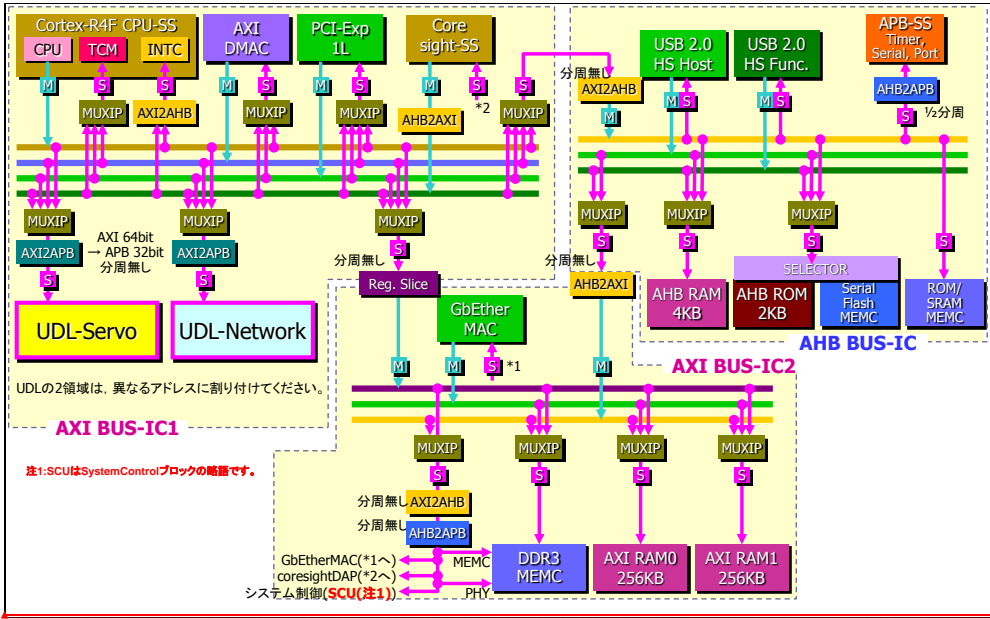 Cortex-R4F CPU-SS
CPU
TCM
INTC
AXI
DMAC
PCI-Exp
1L
Core
sight-SS
M
S
S
M
S
M
S
M
S
*2
S
MUXIP
AXI2AHB
MUXIP
MUXIP
AHB2AXI
MUXIP
分周無し
AXI2AHB
M
USB 2.0
HS Host
M
S
USB 2.0
HS Func.
M
S
APB-SS
Timer,
Serial, Port
AHB2APB
S
½分周
MUXIP
AXI2APB
S
AXI 64bit
→ APB 32bit
分周無し
MUXIP
AXI2APB
S
MUXIP
S
分周無し
Reg. Slice
UDL-Servo
UDL-Network
UDLの2領域は，異なるアドレスに割り付けてください。
AXI BUS-IC1
注1:SCUはSystemControlブロックの略語です。
MUXIP
S
分周無し
AHB2AXI
MUXIP
S
MUXIP
S
S
SELECTOR
AHB RAM
4KB
AHB ROM
2KB
Serial
Flash
MEMC
ROM/
SRAM
MEMC
AHB BUS-IC
AXI BUS-IC2
GbEther
MAC
M
M
S
*1
M
MUXIP
S
MUXIP
S
MUXIP
S
MUXIP
S
分周無し
AXI2AHB
分周無し
AHB2APB
GbEtherMAC(*1へ)
coresightDAP(*2へ)
システム制御(SCU(注1))
MEMC
PHY
DDR3
MEMC
AXI RAM0
256KB
AXI RAM1
256KB